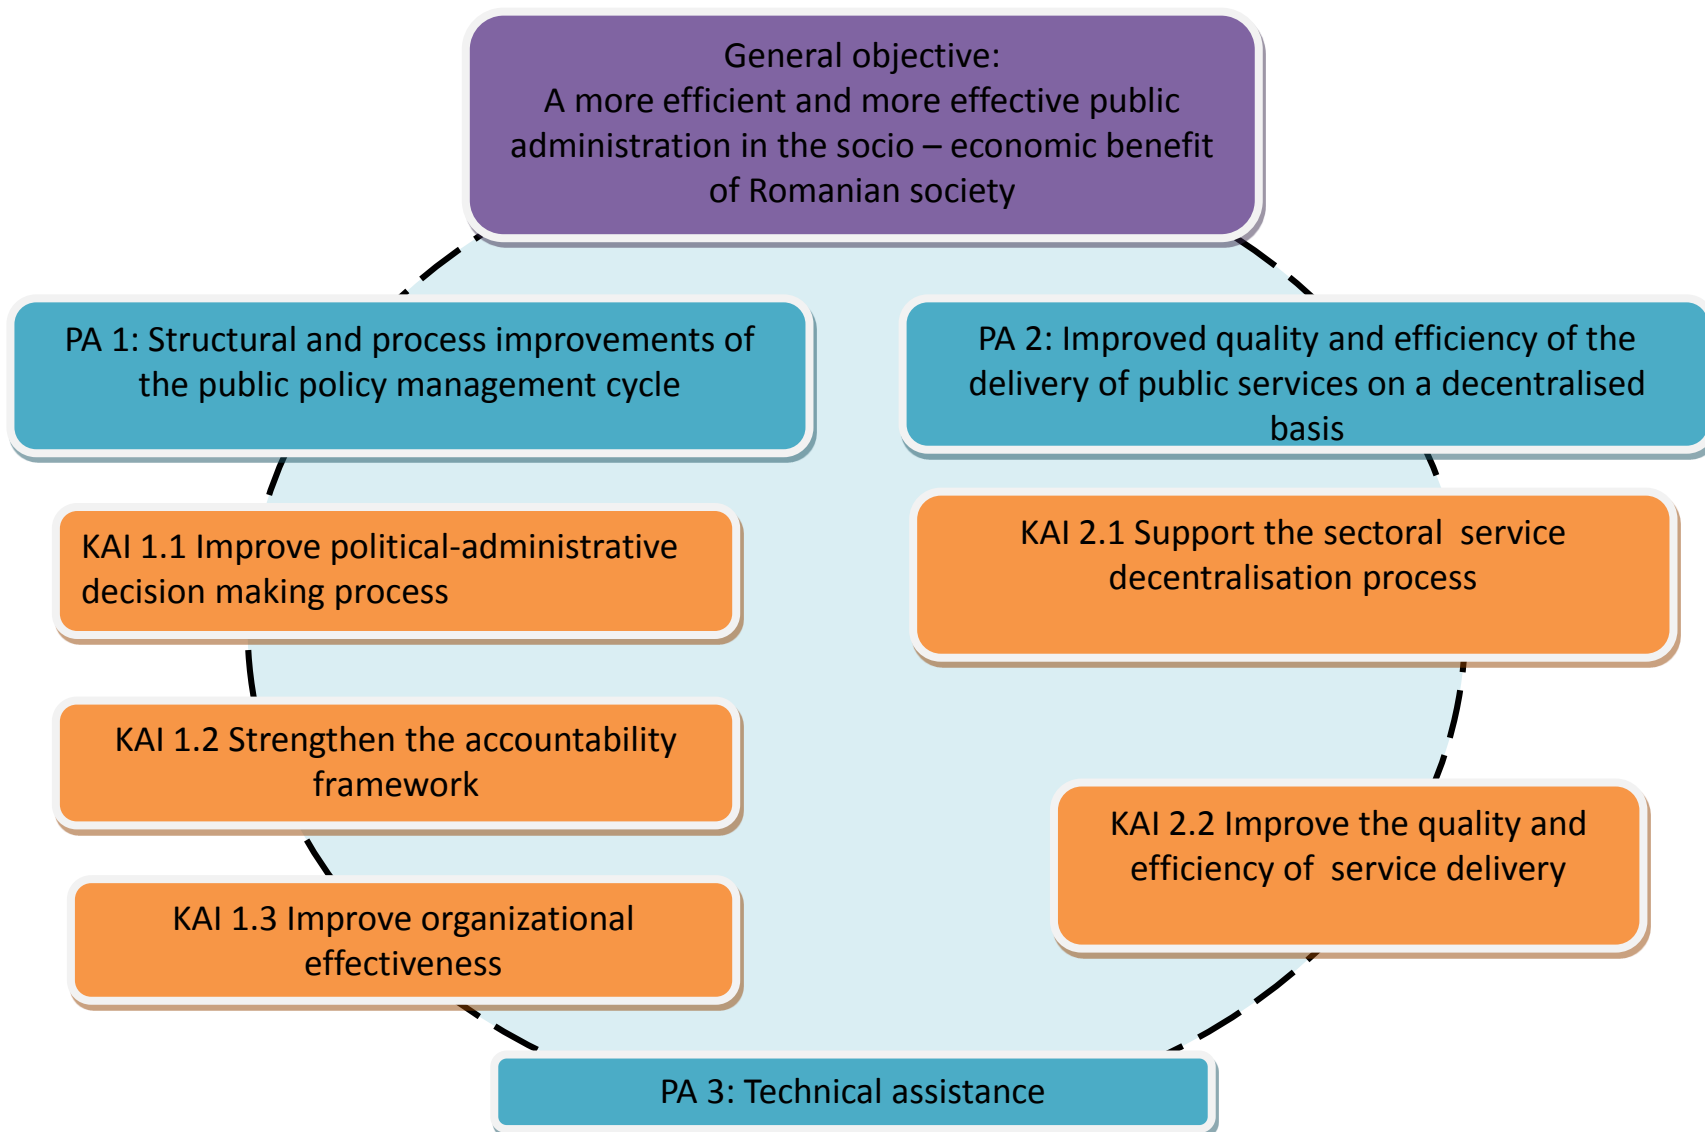 General objective:
A more efficient and more effective public
administration in the socio – economic benefit
of Romanian society
PA 1: Structural and process improvements of
the public policy management cycle
PA 2: Improved quality and efficiency of the
delivery of public services on a decentralised
basis
KAI 1.1 Improve political-administrative
decision making process
KAI 2.1 Support the sectoral  service
decentralisation process
KAI 1.2 Strengthen the accountability
framework
KAI 2.2 Improve the quality and
efficiency of  service delivery
KAI 1.3 Improve organizational
effectiveness
PA 3: Technical assistance